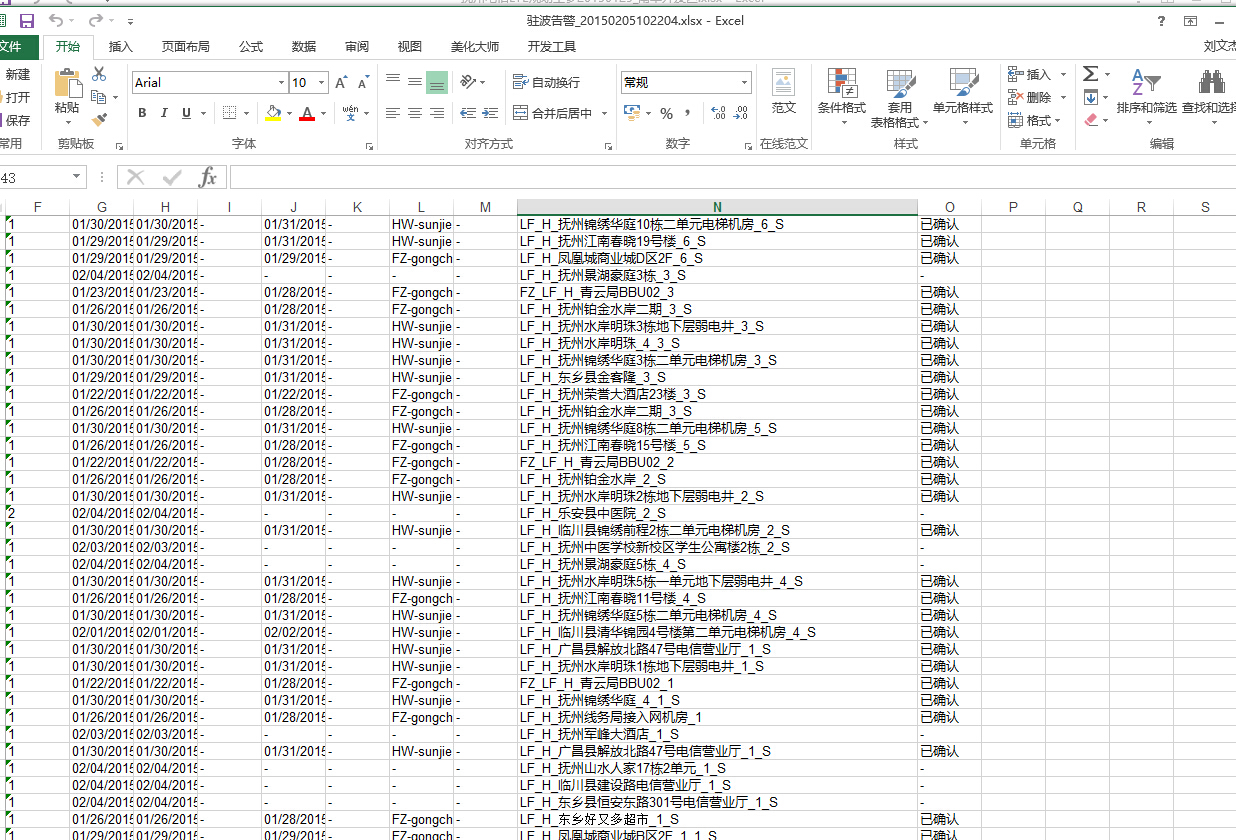 驻波告警_20150205102204.xlsx - Excel
文件 开始 插入 页面布局 公式 数据 审阅 视图 美化大师 开发工具 刘文杰
新建 打开 保存 常用
粘贴 剪贴板
Arial 10
B I U 字体
自动换行 合并后居中 对齐方式
常规 % , 数字
范文 在线范文
条件格式 套用 表格格式 单元格样式 样式
插入 删除 格式 单元格
排序和筛选 查找和选择 编辑
43 fx
F G H I J K L M N O P Q R S
1 01/30/2015 01/30/2015 - 01/31/2015 - HW-sunjie - LF_H_抚州锦绣华庭10栋二单元电梯机房_6_S 已确认
1 01/29/2015 01/29/2015 - 01/31/2015 - HW-sunjie - LF_H_抚州江南春晓19号楼_6_S 已确认
1 01/29/2015 01/29/2015 - 01/29/2015 - FZ-gongch - LF_H_凤凰城商业城D区2F_6_S 已确认
1 02/04/2015 02/04/2015 - - - - - LF_H_抚州景湖豪庭3栋_3_S -
1 01/23/2015 01/23/2015 - 01/28/2015 - FZ-gongch - FZ_LF_H_青云局BBU02_3 已确认
1 01/26/2015 01/26/2015 - 01/28/2015 - FZ-gongch - LF_H_抚州铂金水岸二期_3_S 已确认
1 01/30/2015 01/30/2015 - 01/31/2015 - HW-sunjie - LF_H_抚州水岸明珠3栋地下层弱电井_3_S 已确认
1 01/30/2015 01/30/2015 - 01/31/2015 - HW-sunjie - LF_H_抚州水岸明珠_4_3_S 已确认
1 01/30/2015 01/30/2015 - 01/31/2015 - HW-sunjie - LF_H_抚州锦绣华庭3栋二单元电梯机房_3_S 已确认
1 01/29/2015 01/29/2015 - 01/31/2015 - HW-sunjie - LF_H_东乡县金客隆_3_S 已确认
1 01/22/2015 01/22/2015 - 01/22/2015 - FZ-gongch - LF_H_抚州荣誉大酒店23楼_3_S 已确认
1 01/26/2015 01/26/2015 - 01/28/2015 - FZ-gongch - LF_H_抚州铂金水岸二期_3_S 已确认
1 01/30/2015 01/30/2015 - 01/31/2015 - HW-sunjie - LF_H_抚州锦绣华庭8栋二单元电梯机房_5_S 已确认
1 01/26/2015 01/26/2015 - 01/28/2015 - FZ-gongch - LF_H_抚州江南春晓15号楼_5_S 已确认
1 01/22/2015 01/22/2015 - 01/28/2015 - FZ-gongch - FZ_LF_H_青云局BBU02_2 已确认
1 01/26/2015 01/26/2015 - 01/28/2015 - FZ-gongch - LF_H_抚州铂金水岸_2_S 已确认
1 01/30/2015 01/30/2015 - 01/31/2015 - HW-sunjie - LF_H_抚州水岸明珠2栋地下层弱电井_2_S 已确认
2 02/04/2015 02/04/2015 - - - - - LF_H_乐安县中医院_2_S -
1 01/30/2015 01/30/2015 - 01/31/2015 - HW-sunjie - LF_H_临川县锦绣前程2栋二单元电梯机房_2_S 已确认
1 02/03/2015 02/03/2015 - - - - - LF_H_抚州中医学校新校区学生公寓楼2栋_2_S -
1 02/04/2015 02/04/2015 - - - - - LF_H_抚州景湖豪庭5栋_4_S -
1 01/30/2015 01/30/2015 - 01/31/2015 - HW-sunjie - LF_H_抚州水岸明珠5栋一单元地下层弱电井_4_S 已确认
1 01/26/2015 01/26/2015 - 01/28/2015 - FZ-gongch - LF_H_抚州江南春晓11号楼_4_S 已确认
1 01/30/2015 01/30/2015 - 01/31/2015 - HW-sunjie - LF_H_抚州锦绣华庭5栋二单元电梯机房_4_S 已确认
1 02/01/2015 02/01/2015 - 02/02/2015 - HW-sunjie - LF_H_临川县清华锦园4号楼第二单元电梯机房_4_S 已确认
1 01/30/2015 01/30/2015 - 01/31/2015 - HW-sunjie - LF_H_广昌县解放北路47号电信营业厅_1_S 已确认
1 01/30/2015 01/30/2015 - 01/31/2015 - HW-sunjie - LF_H_抚州水岸明珠1栋地下层弱电井_1_S 已确认
1 01/22/2015 01/22/2015 - 01/28/2015 - FZ-gongch - FZ_LF_H_青云局BBU02_1 已确认
1 01/30/2015 01/30/2015 - 01/31/2015 - HW-sunjie - LF_H_抚州锦绣华庭_4_1_S 已确认
1 01/26/2015 01/26/2015 - 01/28/2015 - FZ-gongch - LF_H_抚州线务局接入网机房_1 已确认
1 02/03/2015 02/03/2015 - - - - - LF_H_抚州军峰大酒店_1_S -
1 01/30/2015 01/30/2015 - 01/31/2015 - HW-sunjie - LF_H_广昌县解放北路47号电信营业厅_1_S 已确认
1 02/04/2015 02/04/2015 - - - - - LF_H_抚州山水人家17栋2单元_1_S -
1 02/04/2015 02/04/2015 - - - - - LF_H_临川县建设路电信营业厅_1_S -
1 02/04/2015 02/04/2015 - - - - - LF_H_东乡县恒安东路301号电信营业厅_1_S -
1 01/26/2015 01/26/2015 - 01/28/2015 - FZ-gongch - LF_H_东乡好又多超市_1_S 已确认
1 01/29/2015 01/29/2015 - 01/29/2015 - FZ-gongch - LF_H_凤凰城商业城B区2F_1_1_S 已确认